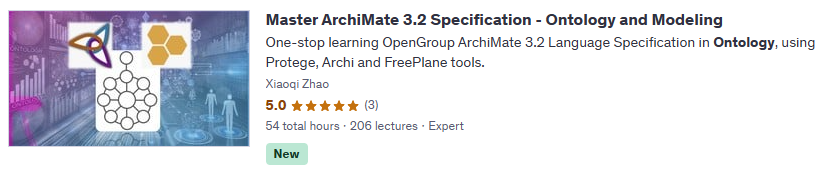 Master ArchiMate 3.2 Specification - Ontology and Modeling
One-stop learning OpenGroup ArchiMate 3.2 Language Specification in Ontology, using
Protege, Archi and FreePlane tools.
Xiaoqi Zhao
5.0 ★★★★★ (3)
54 total hours · 206 lectures · Expert
New